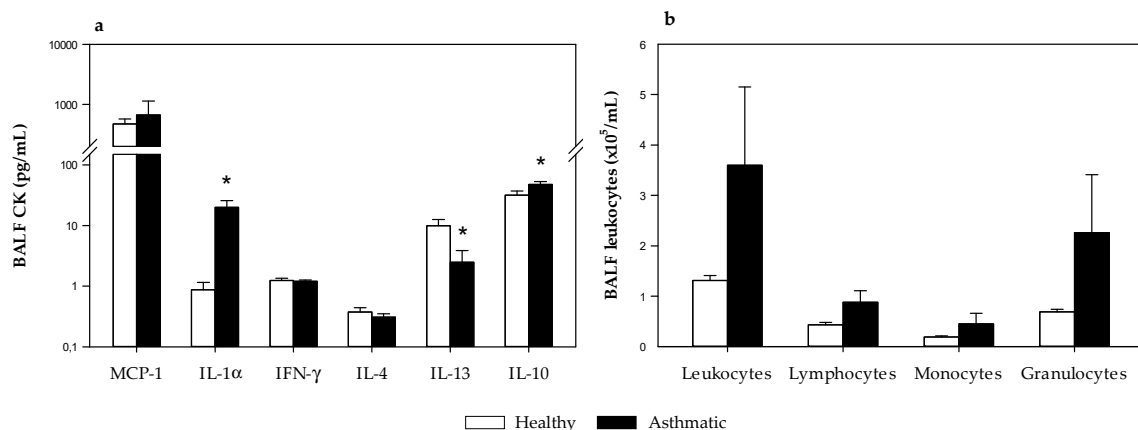 a
BALF CK (pg/mL)
10000
1000
100
10
1
0,1
*
*
*
MCP-1 IL-1α IFN-γ IL-4 IL-13 IL-10
b
BALF leukocytes (x10⁵/mL)
6
5
4
3
2
1
0
Leukocytes Lymphocytes Monocytes Granulocytes
Healthy Asthmatic